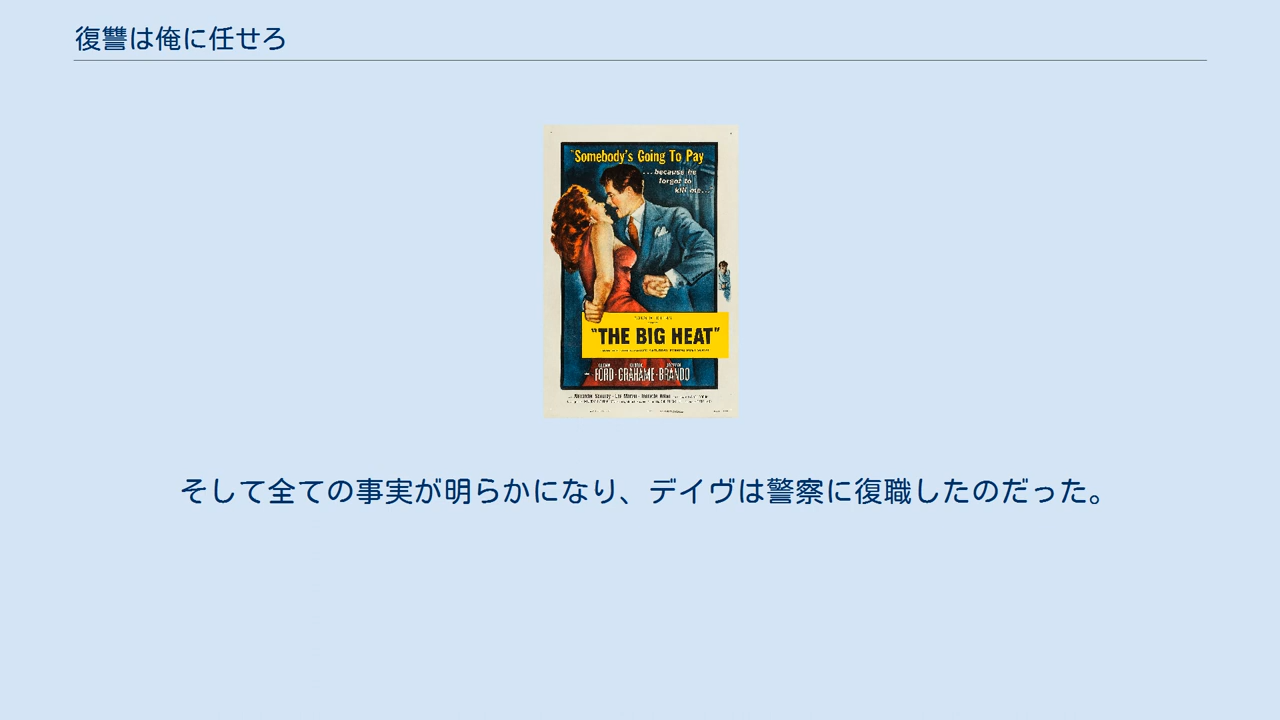 復讐は俺に任せろ
"Somebody's Going To Pay
...because he
forgot to
kill me..."
"THE BIG HEAT"
FORD·GRAHAME·BRANDO
そして全ての事実が明らかになり、デイヴは警察に復職したのだった。